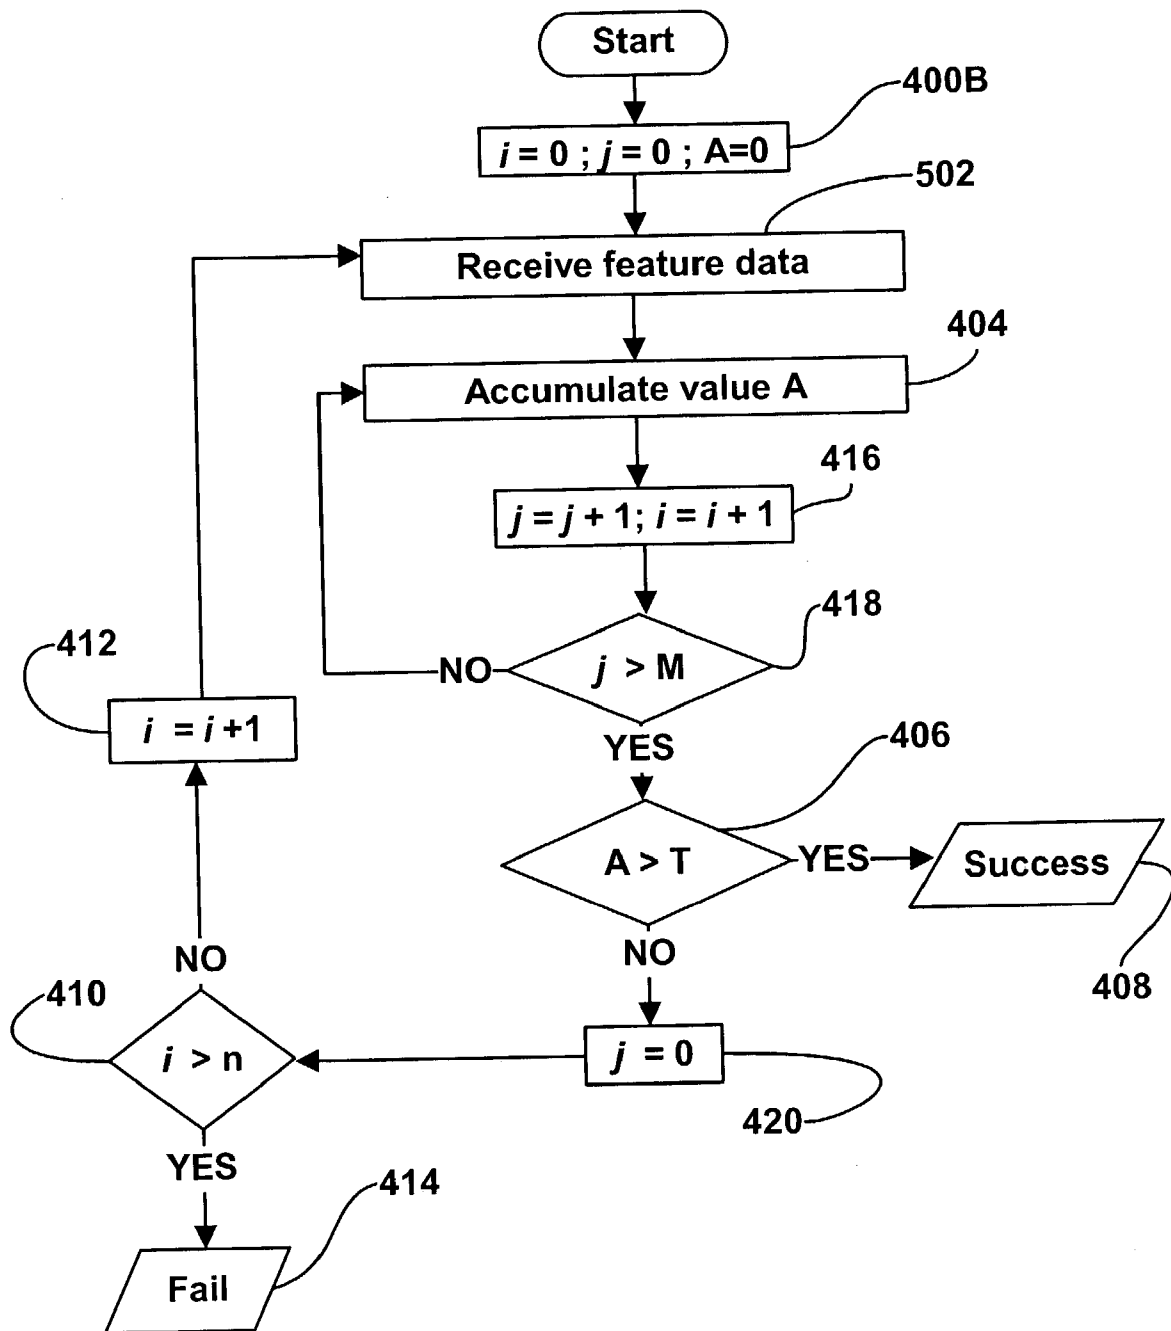 Start
400B
i = 0 ; j = 0 ; A=0
502
Receive feature data
404
Accumulate value A
416
j = j + 1; i = i + 1
418
412
j > M
NO
i = i +1
YES
406
A > T
YES
Success
NO
NO
410
408
i > n
j = 0
420
YES
414
Fail